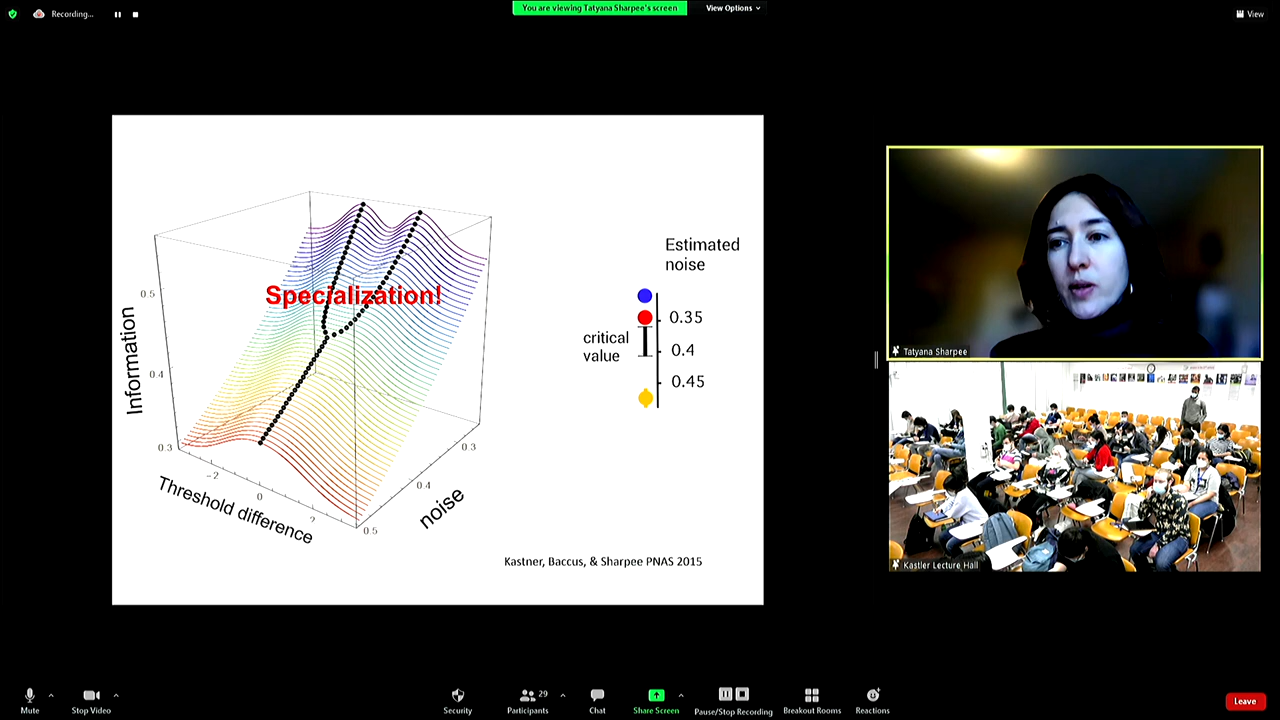 Recording...
You are viewing Tatyana Sharpee's screen
View Options
View
Specialization!
Information
0.5
0.4
0.3
Threshold difference
-2
0
2
noise
0.5
0.4
0.3
Estimated
noise
critical
value
0.35
0.4
0.45
Kastner, Baccus, & Sharpee PNAS 2015
Tatyana Sharpee
Kastler Lecture Hall
Mute
Stop Video
Security
Participants
29
Chat
Share Screen
Pause/Stop Recording
Breakout Rooms
Reactions
Leave